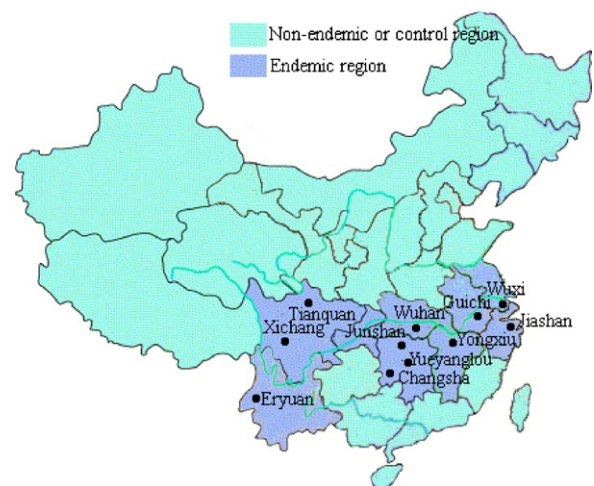 Non-endemic or control region
Endemic region
Wuxi
Tianquan
Guichi
Wuhan
Jiashan
Xichang
Junshan
Yongxiu
Yueyanglou
Changsha
Eryuan